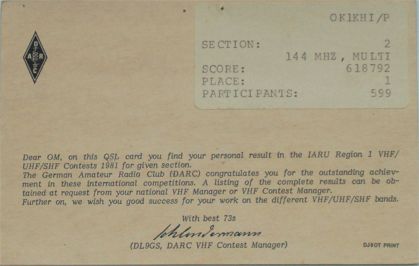 OK1KHI/P
SECTION: 2
144 MHZ, MULTI
SCORE: 618792
PLACE: 1
PARTICIPANTS: 599
DARC
Dear OM, on this QSL card you find your personal result in the IARU Region 1 VHF/
UHF/SHF Contests 1981 for given section.
The German Amateur Radio Club (DARC) congratulates you for the outstanding achiev-
ment in these international competitions. A listing of the complete results can be ob-
tained at request from your national VHF Manager or VHF Contest Manager.
Further on, we wish you good success for your work on the different VHF/UHF/SHF bands.
With best 73s
(DL9GS, DARC VHF Contest Manager)
DJ8OT PRINT